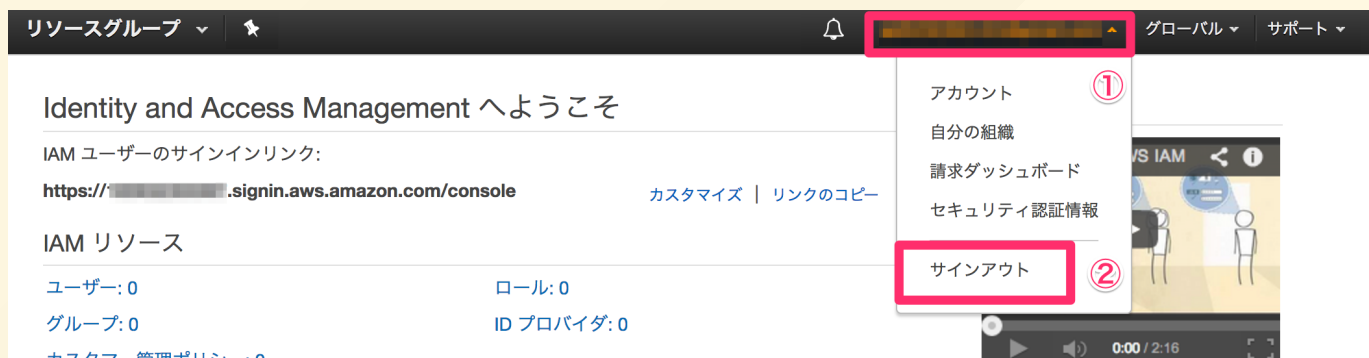 リソースグループ
グローバル
サポート
アカウント
①
自分の組織
請求ダッシュボード
セキュリティ認証情報
サインアウト
②
Identity and Access Management へようこそ
IAM ユーザーのサインインリンク:
https://
.signin.aws.amazon.com/console
カスタマイズ | リンクのコピー
IAM リソース
ユーザー: 0
ロール: 0
グループ: 0
ID プロバイダ: 0
WS IAM
0:00 / 2:16